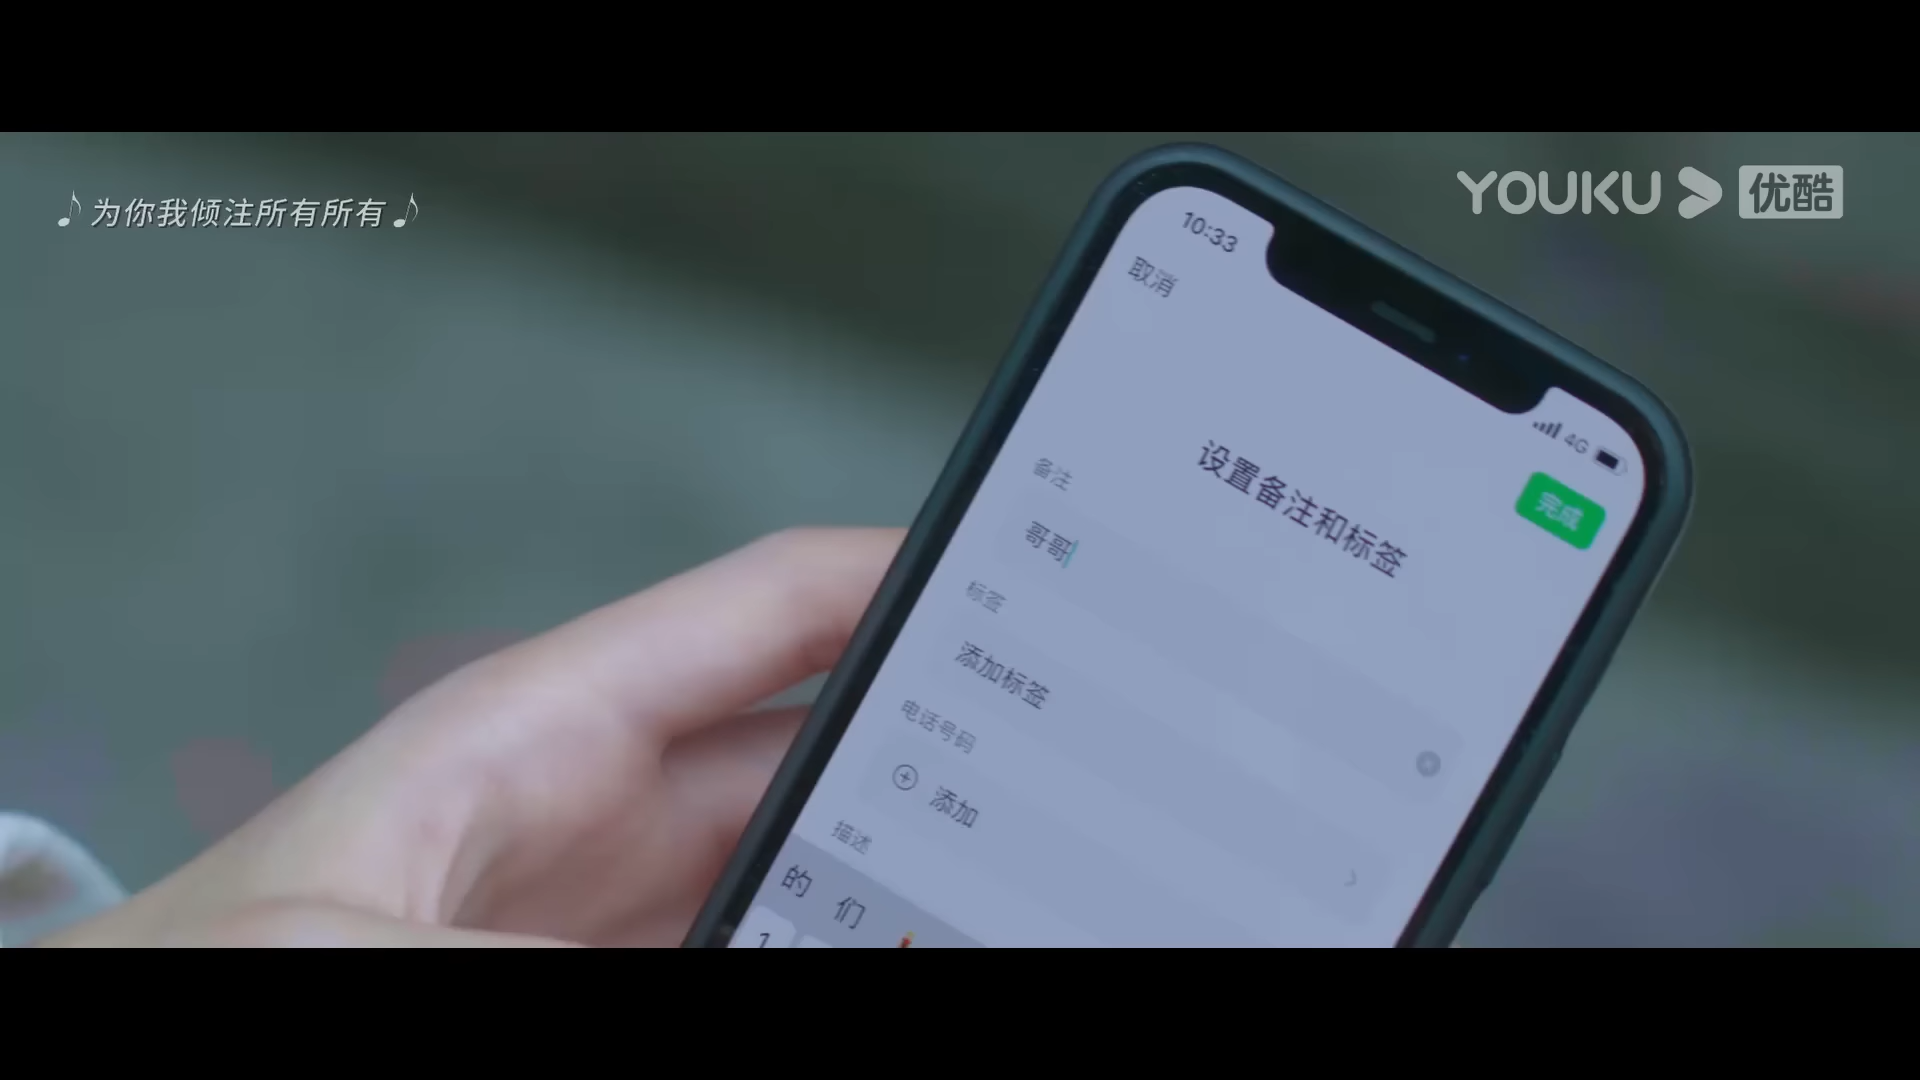 YOUKU 优酷
♪为你我倾注所有所有♪
10:33
4G
取消
完成
设置备注和标签
备注
哥哥
标签
添加标签
电话号码
添加
描述
的 们
1